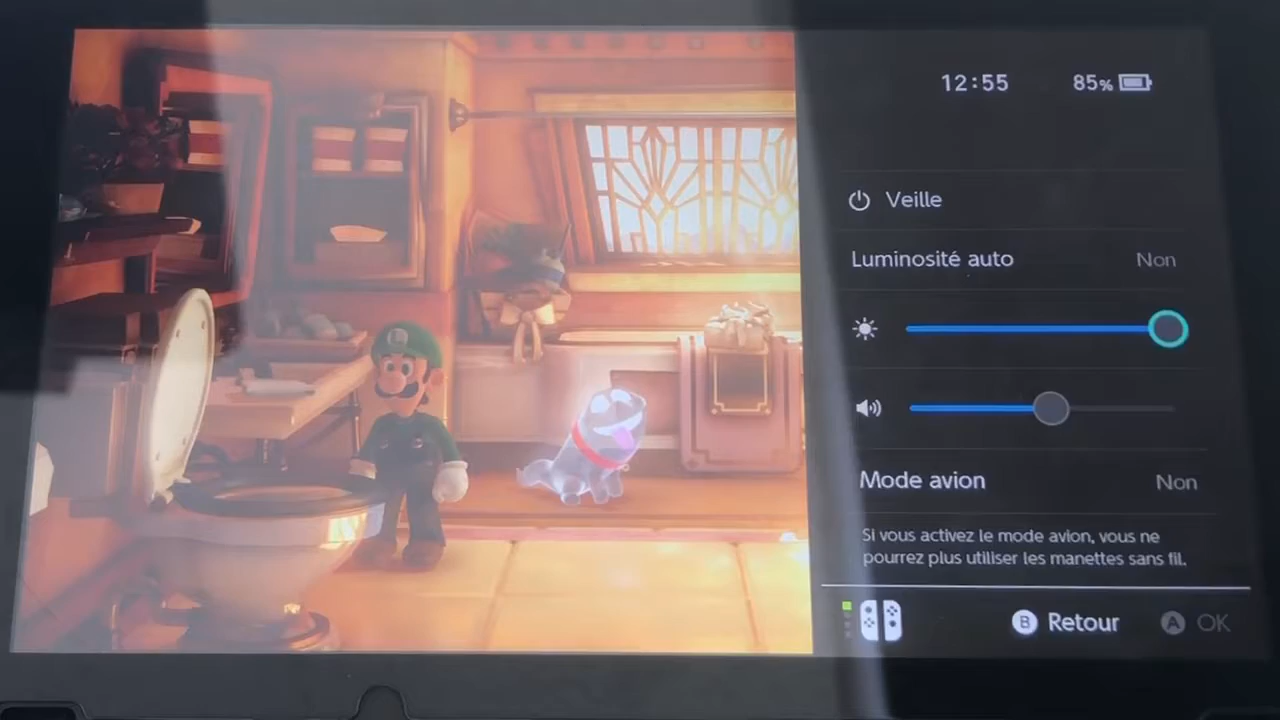 12:55 85%
Veille
Luminosité auto Non
Mode avion Non
Si vous activez le mode avion, vous ne
pourrez plus utiliser les manettes sans fil.
B Retour A OK